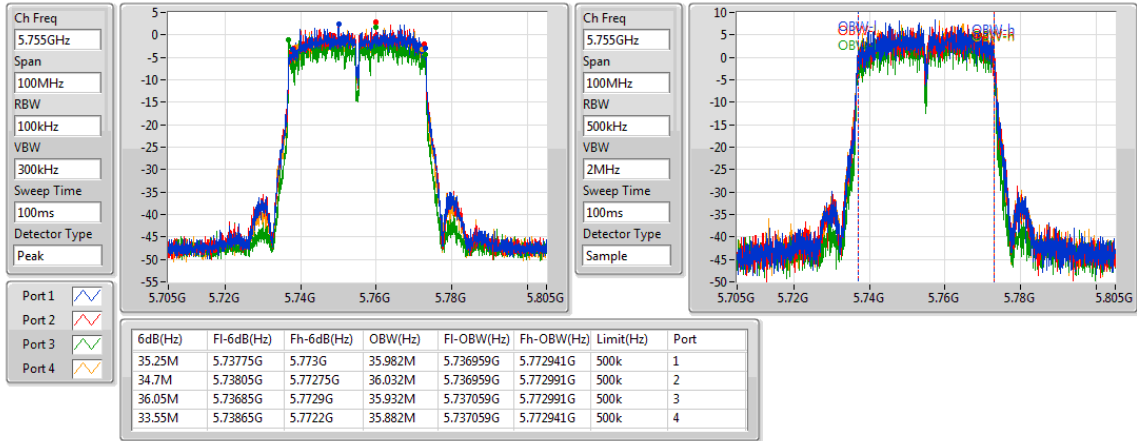 Ch Freq
5.755GHz
Span
100MHz
RBW
100kHz
VBW
300kHz
Sweep Time
100ms
Detector Type
Peak
5
0
-5
-10
-15
-20
-25
-30
-35
-40
-45
-50
-55
5.705G 5.72G 5.74G 5.76G 5.78G 5.805G
Ch Freq
5.755GHz
Span
100MHz
RBW
500kHz
VBW
2MHz
Sweep Time
100ms
Detector Type
Sample
10
5
0
-5
-10
-15
-20
-25
-30
-35
-40
-45
-50
5.705G 5.72G 5.74G 5.76G 5.78G 5.805G
Port 1
Port 2
Port 3
Port 4
6dB(Hz) Fl-6dB(Hz) Fh-6dB(Hz) OBW(Hz) Fl-OBW(Hz) Fh-OBW(Hz) Limit(Hz) Port
35.25M 5.73775G 5.773G 35.982M 5.736959G 5.772941G 500k 1
34.7M 5.73805G 5.77275G 36.032M 5.736959G 5.772991G 500k 2
36.05M 5.73685G 5.7729G 35.932M 5.737059G 5.772991G 500k 3
33.55M 5.73865G 5.7722G 35.882M 5.737059G 5.772941G 500k 4